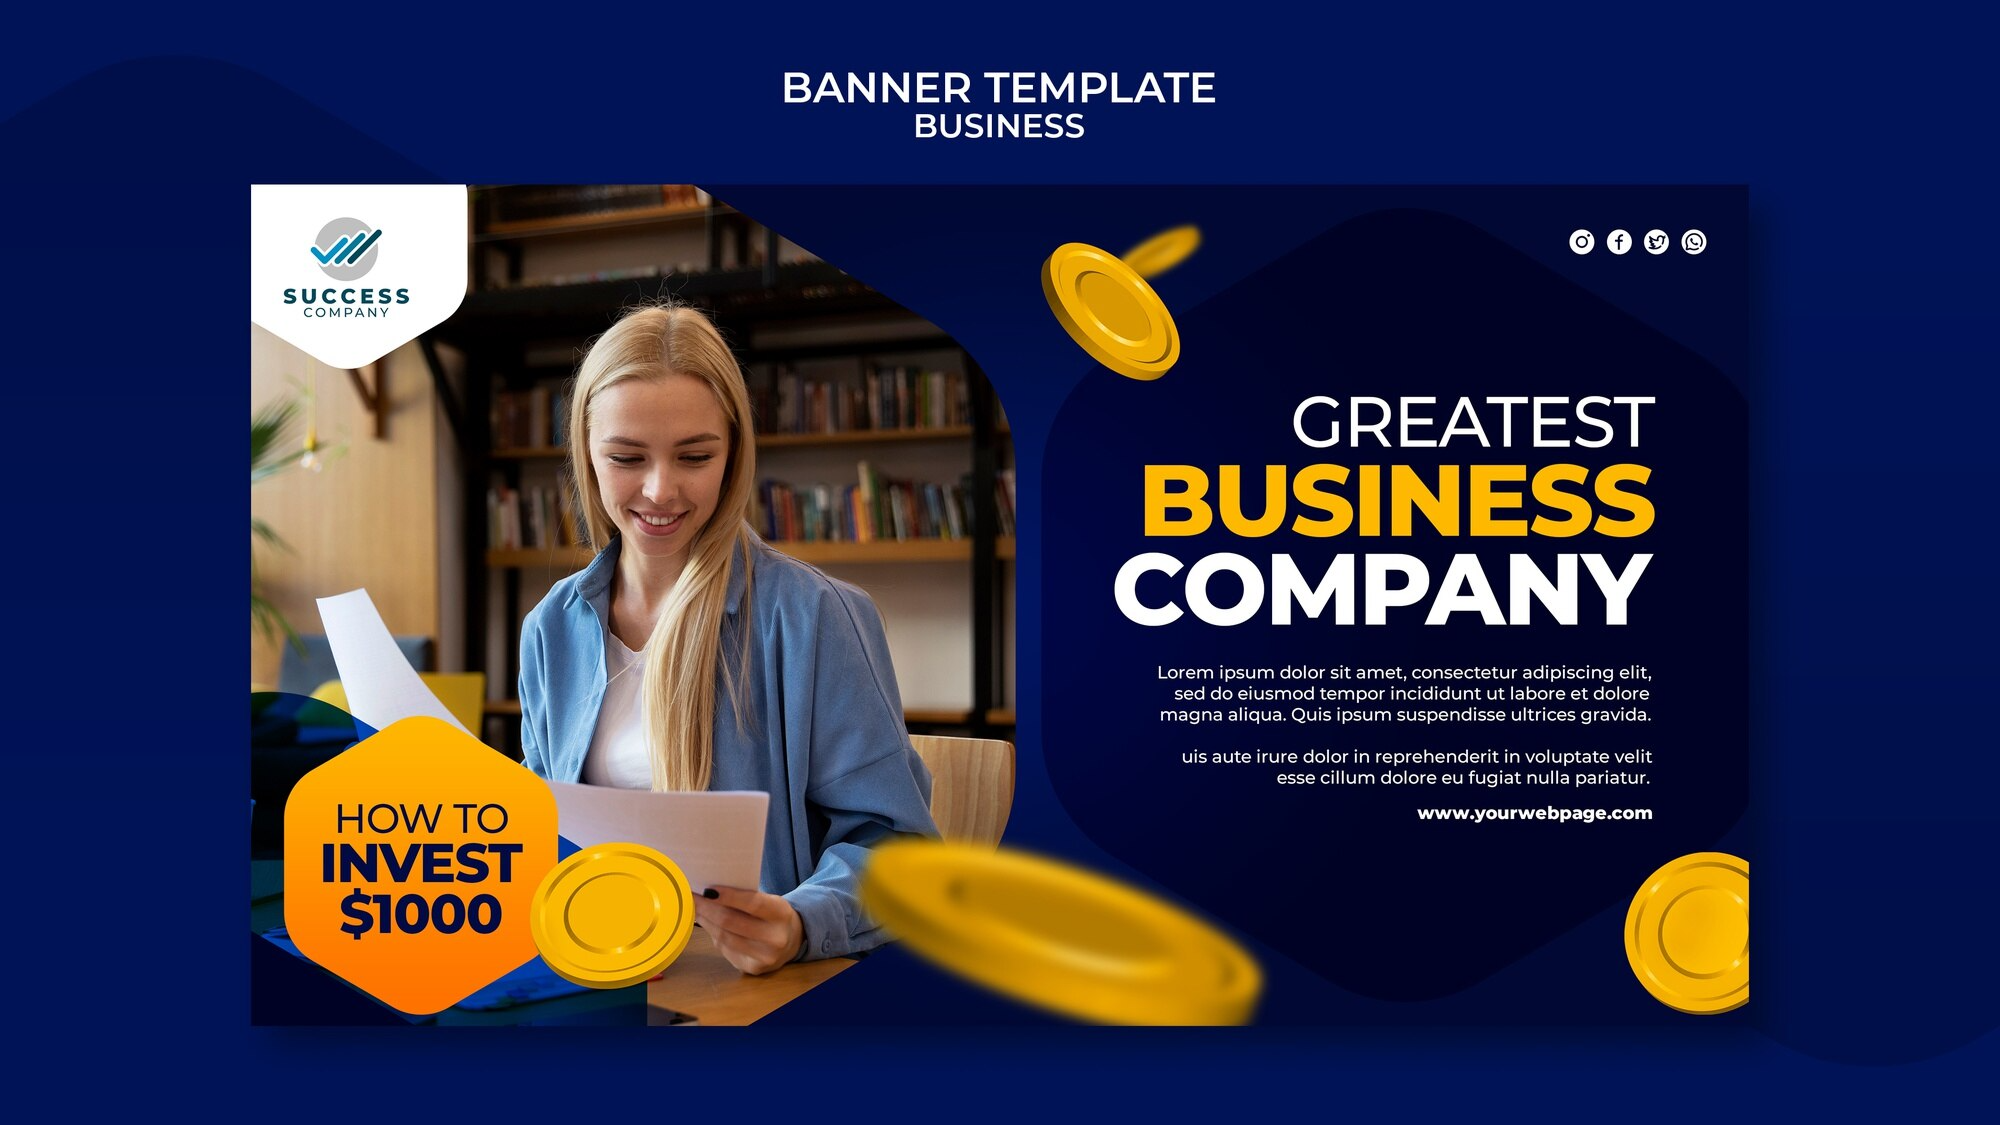 BANNER TEMPLATE
BUSINESS
SUCCESS
COMPANY
GREATEST
BUSINESS
COMPANY
Lorem ipsum dolor sit amet, consectetur adipiscing elit,
sed do eiusmod tempor incididunt ut labore et dolore
magna aliqua. Quis ipsum suspendisse ultrices gravida.
uis aute irure dolor in reprehenderit in voluptate velit
esse cillum dolore eu fugiat nulla pariatur.
www.yourwebpage.com
HOW TO
INVEST
$1000